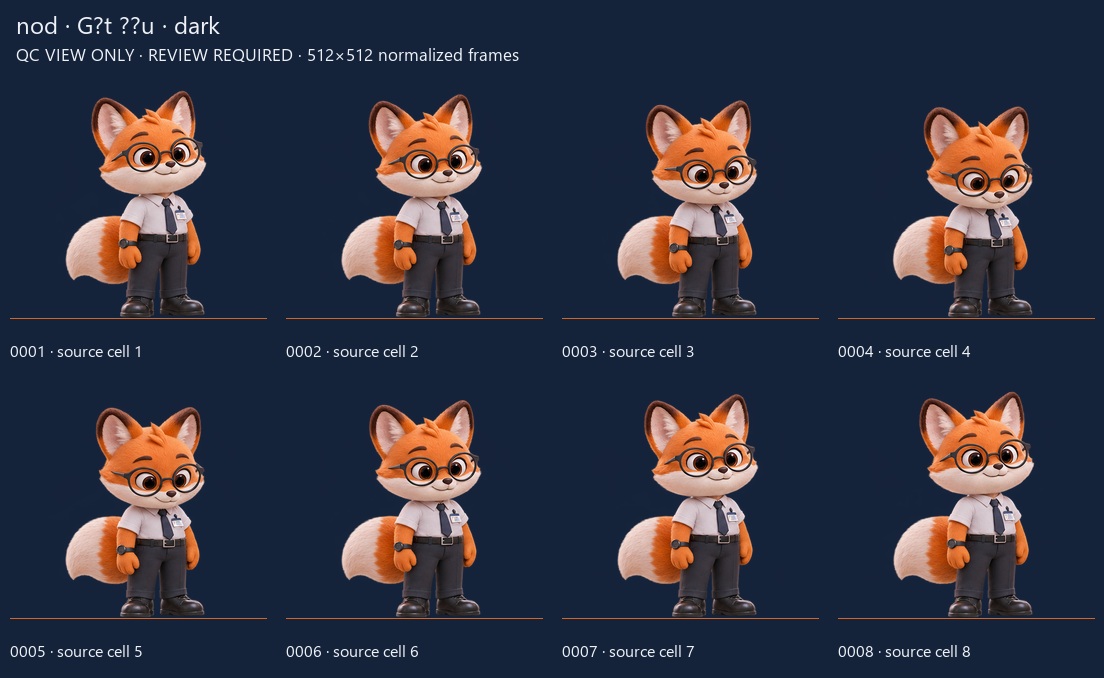 nod · G?t ??u · dark
QC VIEW ONLY · REVIEW REQUIRED · 512×512 normalized frames
0001 · source cell 1
0002 · source cell 2
0003 · source cell 3
0004 · source cell 4
0005 · source cell 5
0006 · source cell 6
0007 · source cell 7
0008 · source cell 8